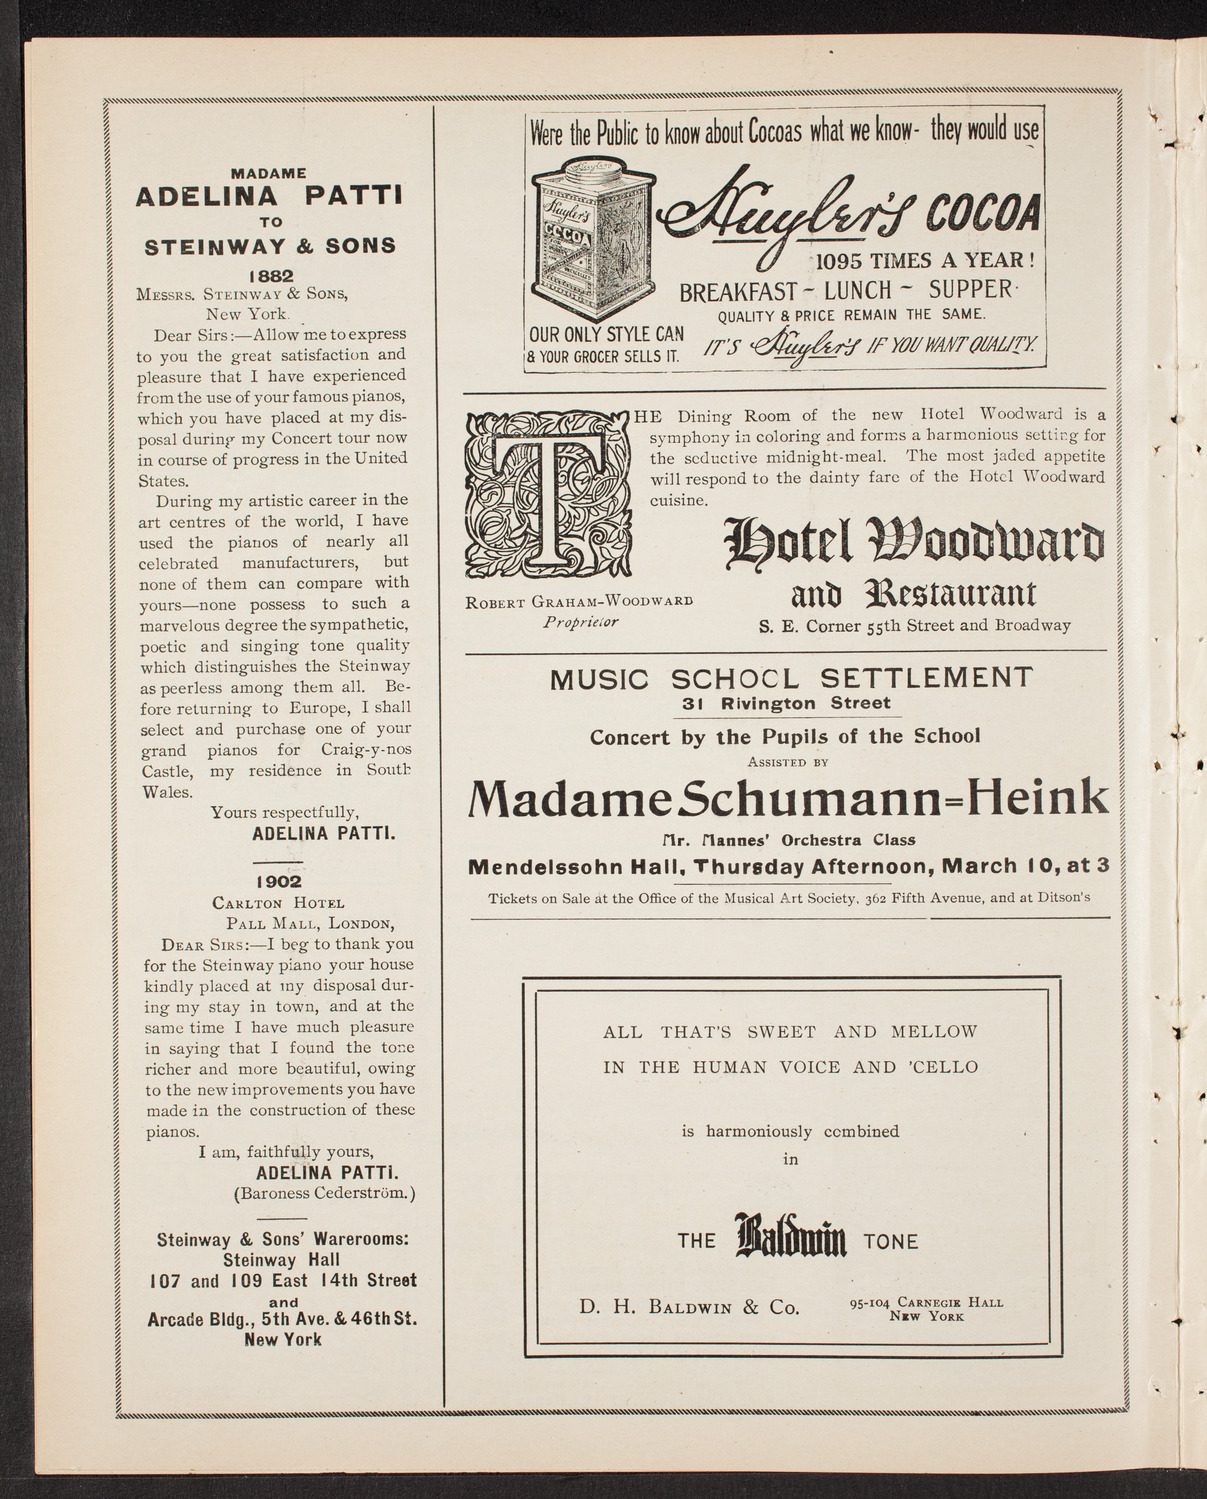 MADAME
ADELINA PATTI
TO
STEINWAY & SONS
1882
Messrs. Steinway & Sons,
New York.
Dear Sirs:—Allow me to express
to you the great satisfaction and
pleasure that I have experienced
from the use of your famous pianos,
which you have placed at my dis-
posal during my Concert tour now
in course of progress in the United
States.
During my artistic career in the
art centres of the world, I have
used the pianos of nearly all
celebrated manufacturers, but
none of them can compare with
yours—none possess to such a
marvelous degree the sympathetic,
poetic and singing tone quality
which distinguishes the Steinway
as peerless among them all. Be-
fore returning to Europe, I shall
select and purchase one of your
grand pianos for Craig-y-nos
Castle, my residence in South
Wales.
Yours respectfully,
ADELINA PATTI.
1902
Carlton Hotel
Pall Mall, London,
Dear Sirs:—I beg to thank you
for the Steinway piano your house
kindly placed at my disposal dur-
ing my stay in town, and at the
same time I have much pleasure
in saying that I found the tone
richer and more beautiful, owing
to the new improvements you have
made in the construction of these
pianos.
I am, faithfully yours,
ADELINA PATTI.
(Baroness Cederström.)
Steinway & Sons' Warerooms:
Steinway Hall
107 and 109 East 14th Street
and
Arcade Bldg., 5th Ave. & 46th St.
New York
Were the Public to know about Cocoas what we know- they would use
Huyler's
Huyler's
COCOA
Huyler's COCOA
1095 TIMES A YEAR!
BREAKFAST ~ LUNCH ~ SUPPER
QUALITY & PRICE REMAIN THE SAME.
OUR ONLY STYLE CAN
& YOUR GROCER SELLS IT.
IT'S Huyler's IF YOU WANT QUALITY.
THE Dining Room of the new Hotel Woodward is a
symphony in coloring and forms a harmonious setting for
the seductive midnight-meal. The most jaded appetite
will respond to the dainty fare of the Hotel Woodward
cuisine.
Hotel Woodward
and Restaurant
Robert Graham-Woodward
Proprietor
S. E. Corner 55th Street and Broadway
MUSIC SCHOOL SETTLEMENT
31 Rivington Street
Concert by the Pupils of the School
Assisted by
Madame Schumann=Heink
Mr. Mannes' Orchestra Class
Mendelssohn Hall, Thursday Afternoon, March 10, at 3
Tickets on Sale at the Office of the Musical Art Society, 362 Fifth Avenue, and at Ditson's
ALL THAT'S SWEET AND MELLOW
IN THE HUMAN VOICE AND 'CELLO
is harmoniously combined
in
THE Baldwin TONE
D. H. Baldwin & Co.
95-104 Carnegie Hall
New York